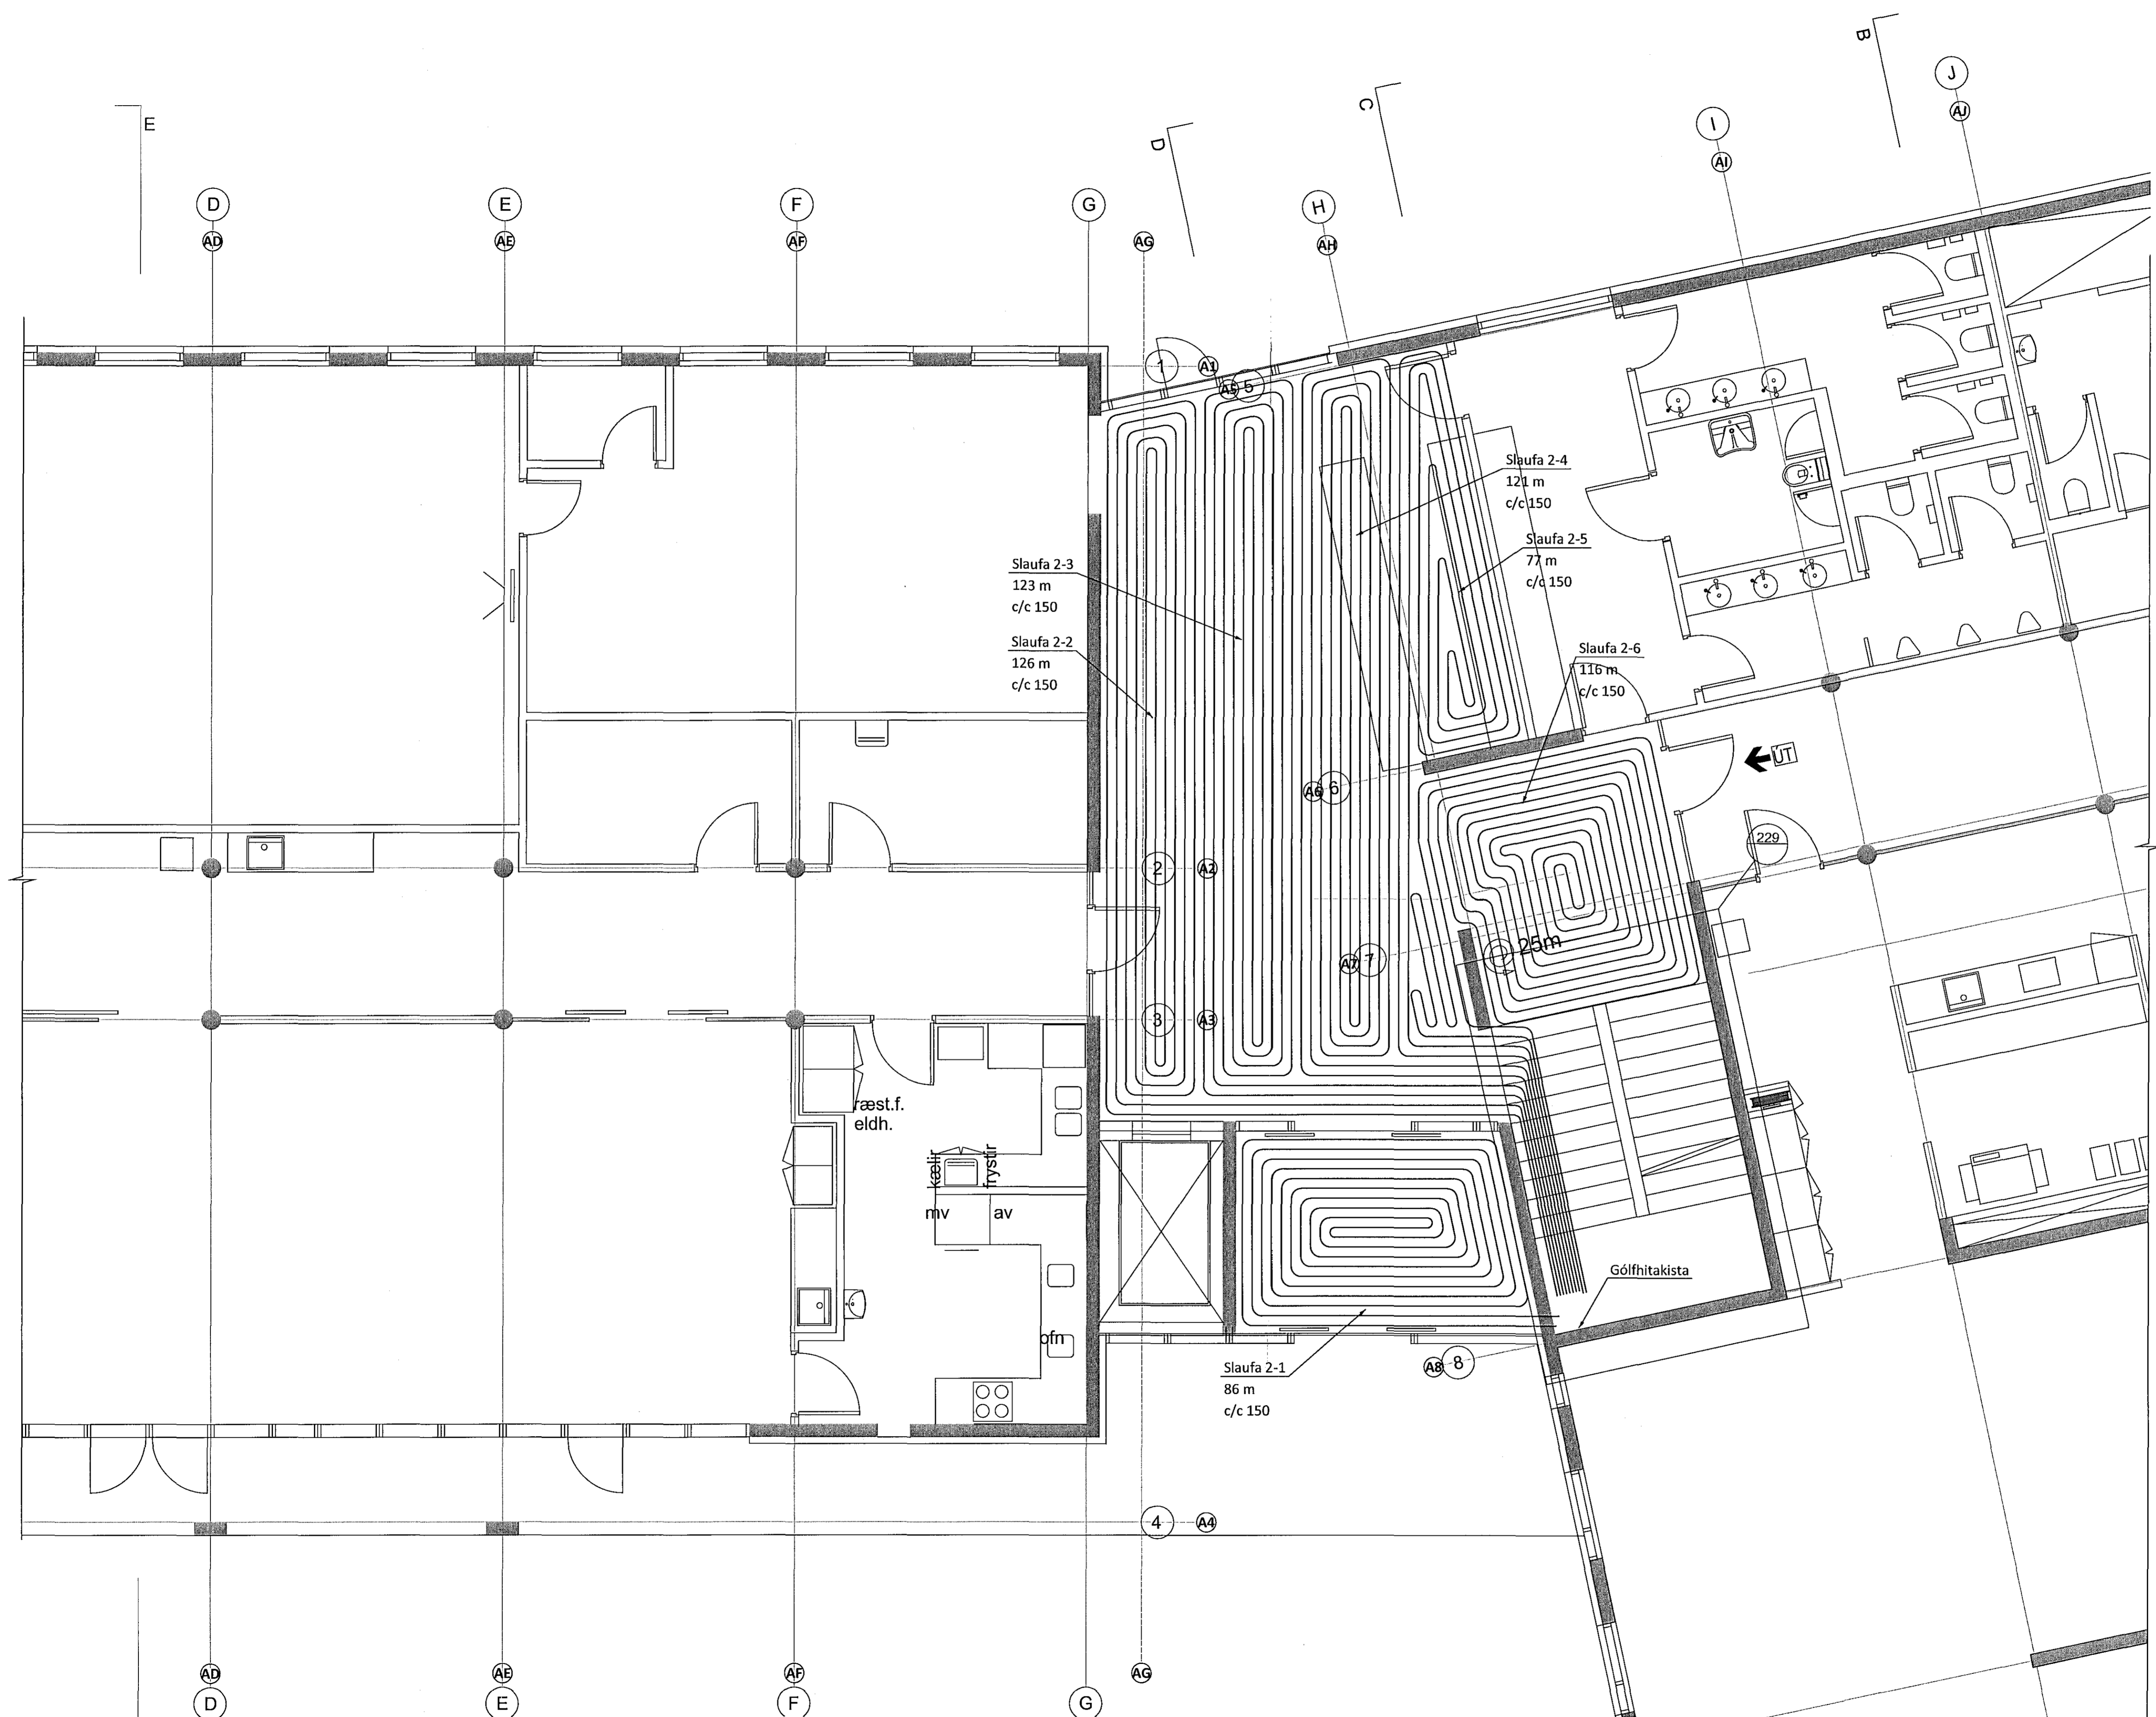 B
J
C
AJ
I
E
D
AI
D
E
F
G
H
AD
AE
AF
AG
AH
1
A1
A5
5
Slaufa 2-4
121 m
c/c 150
Slaufa 2-5
77 m
c/c 150
Slaufa 2-3
123 m
c/c 150
Slaufa 2-2
126 m
c/c 150
Slaufa 2-6
116 m
c/c 150
ÚT
A6
6
229
2
A2
25m
A7
7
3
A3
ræst.f.
eldh.
kælir
frystir
mv
av
Gólfhitakista
ofn
A8
8
Slaufa 2-1
86 m
c/c 150
4
A4
AD
AE
AF
AG
D
E
F
G